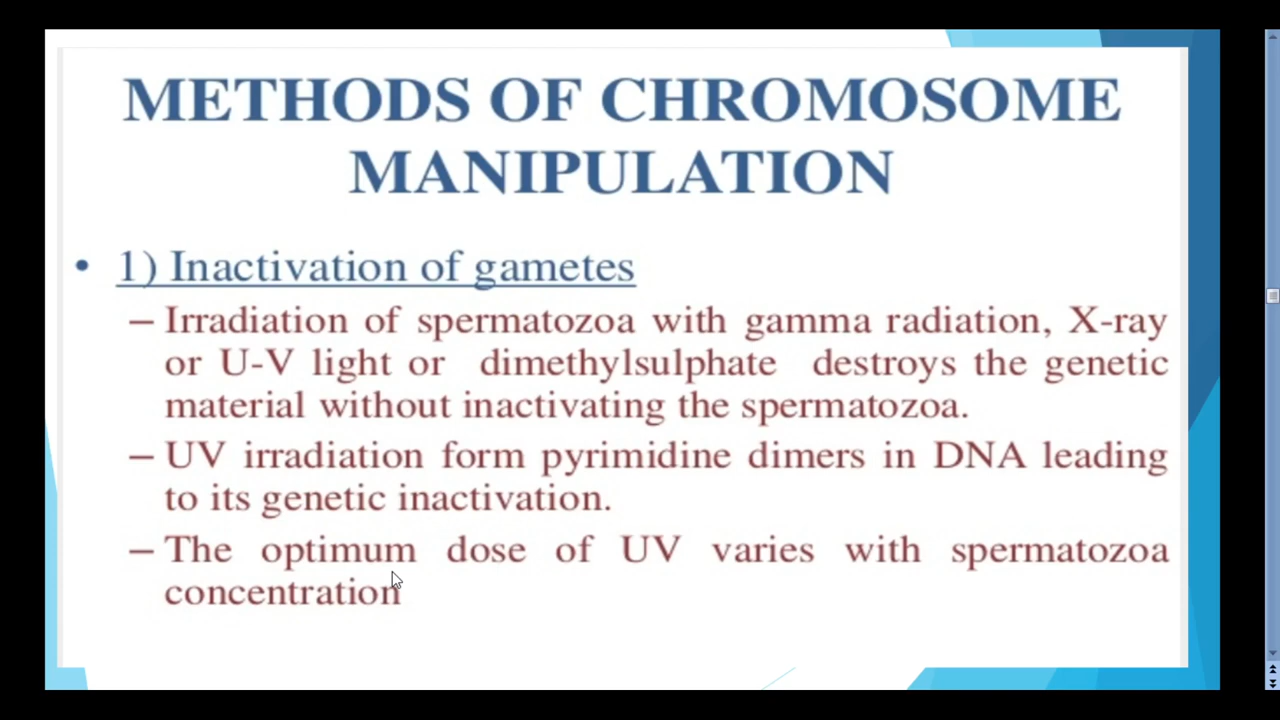 METHODS OF CHROMOSOME
MANIPULATION
• 1) Inactivation of gametes
– Irradiation of spermatozoa with gamma radiation, X-ray
or U-V light or dimethylsulphate destroys the genetic
material without inactivating the spermatozoa.
– UV irradiation form pyrimidine dimers in DNA leading
to its genetic inactivation.
– The optimum dose of UV varies with spermatozoa
concentration